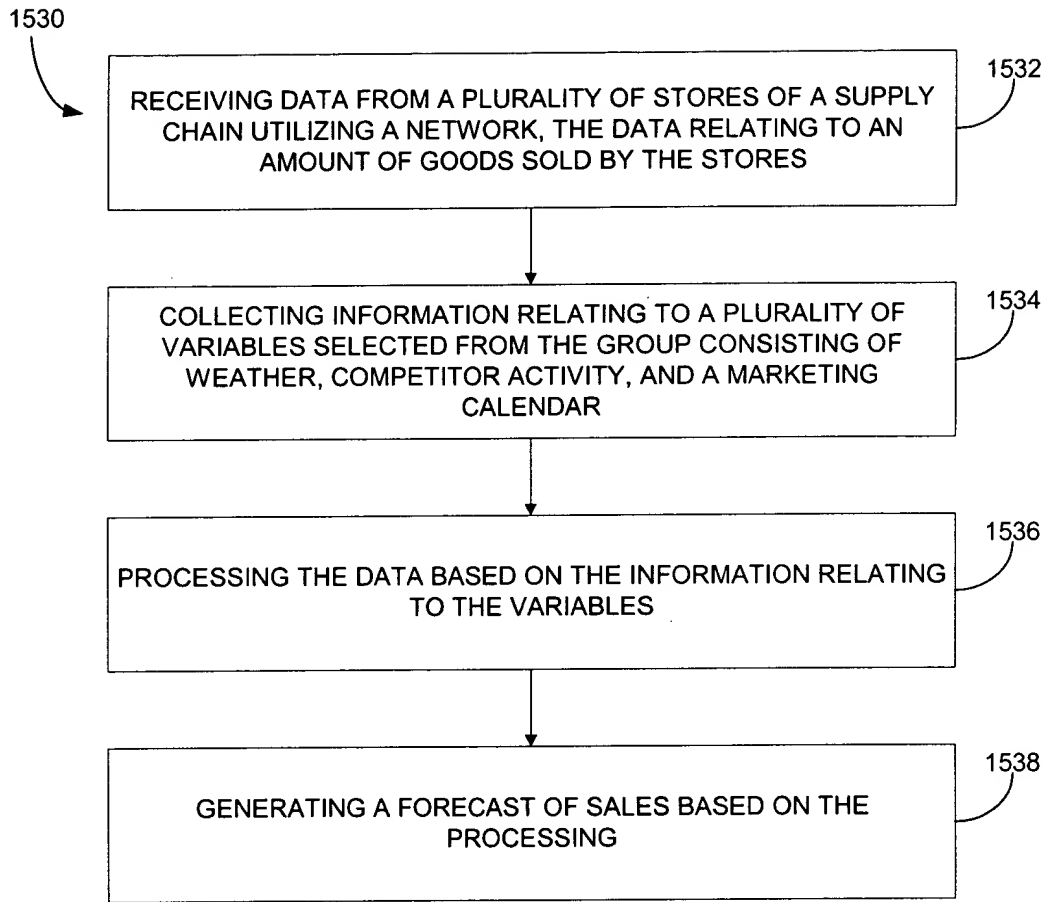 1530
1532
RECEIVING DATA FROM A PLURALITY OF STORES OF A SUPPLY
CHAIN UTILIZING A NETWORK, THE DATA RELATING TO AN
AMOUNT OF GOODS SOLD BY THE STORES
1534
COLLECTING INFORMATION RELATING TO A PLURALITY OF
VARIABLES SELECTED FROM THE GROUP CONSISTING OF
WEATHER, COMPETITOR ACTIVITY, AND A MARKETING
CALENDAR
1536
PROCESSING THE DATA BASED ON THE INFORMATION RELATING
TO THE VARIABLES
1538
GENERATING A FORECAST OF SALES BASED ON THE
PROCESSING